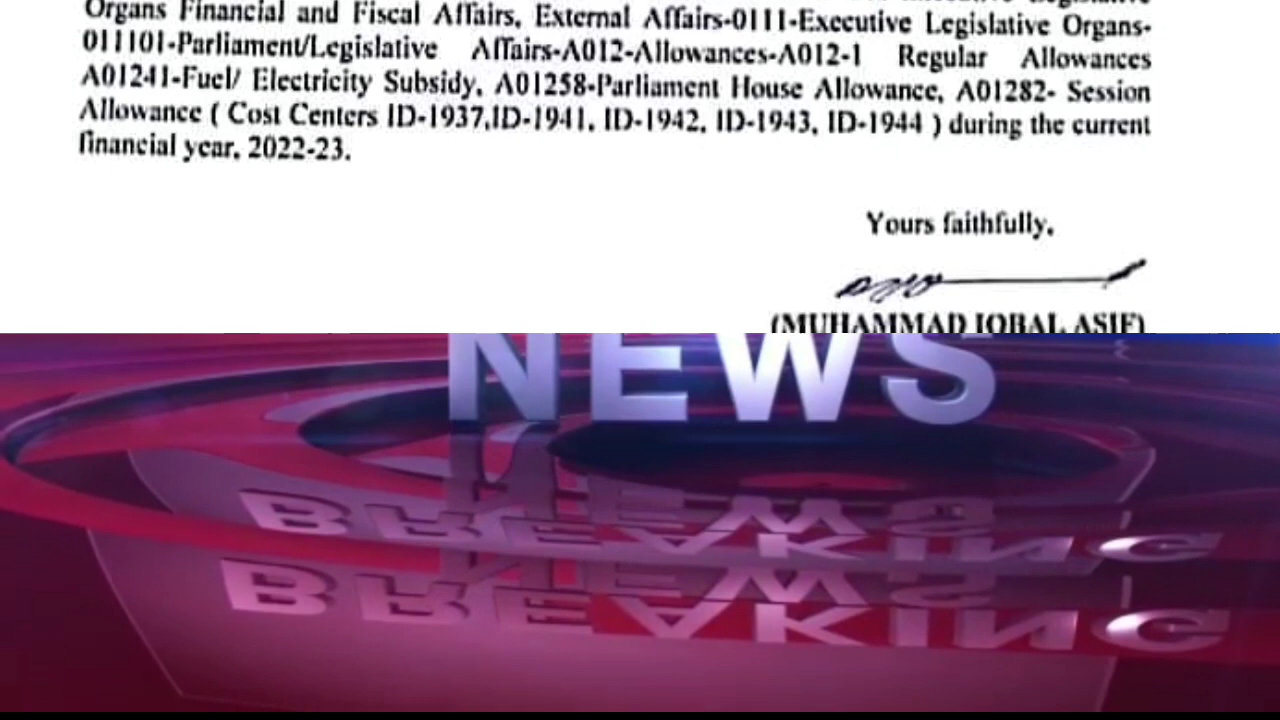 Organs Financial and Fiscal Affairs, External Affairs-0111-Executive Legislative Organs-
011101-Parliament/Legislative Affairs-A012-Allowances-A012-1 Regular Allowances
A01241-Fuel/ Electricity Subsidy, A01258-Parliament House Allowance, A01282- Session
Allowance ( Cost Centers ID-1937,ID-1941, ID-1942, ID-1943, ID-1944 ) during the current
financial year, 2022-23.
Yours faithfully,
(MUHAMMAD IQBAL ASIF)
NEWS
NEWS
BREAKING
NEWS
BREAKING